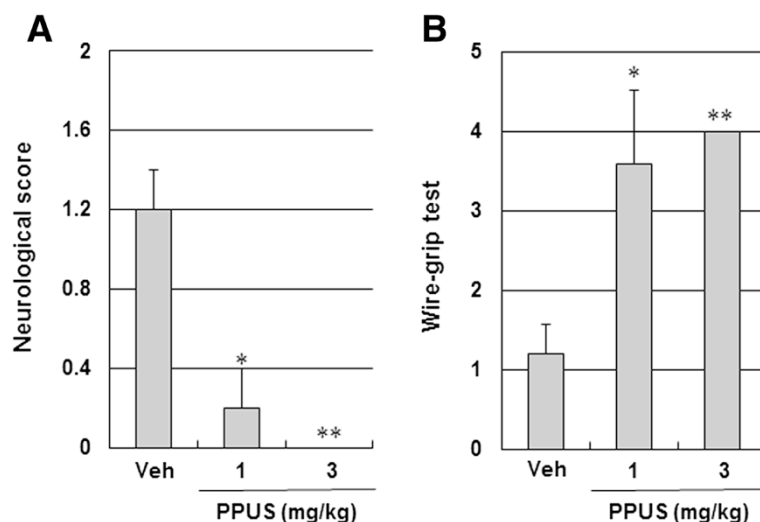 A
B
2
1.6
1.2
0.8
0.4
0
Neurological score
*
**
Veh
1
3
PPUS (mg/kg)
5
4
3
2
1
0
Wire-grip test
*
**
Veh
1
3
PPUS (mg/kg)